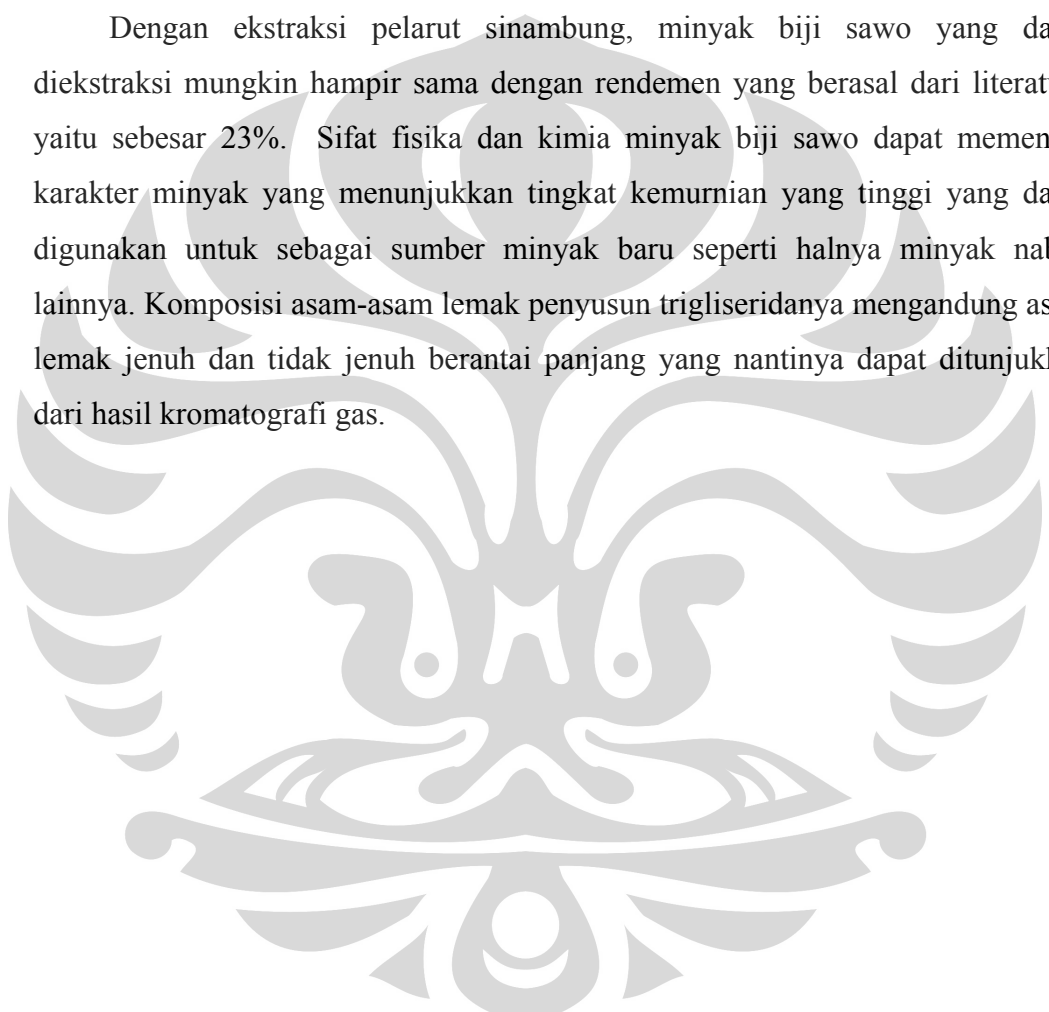 Dengan ekstraksi pelarut sinambung, minyak biji sawo yang da
diekstraksi mungkin hampir sama dengan rendemen yang berasal dari literat
yaitu sebesar 23%. Sifat fisika dan kimia minyak biji sawo dapat memen
karakter minyak yang menunjukkan tingkat kemurnian yang tinggi yang da
digunakan untuk sebagai sumber minyak baru seperti halnya minyak nab
lainnya. Komposisi asam-asam lemak penyusun trigliseridanya mengandung as
lemak jenuh dan tidak jenuh berantai panjang yang nantinya dapat ditunjuk
dari hasil kromatografi gas.